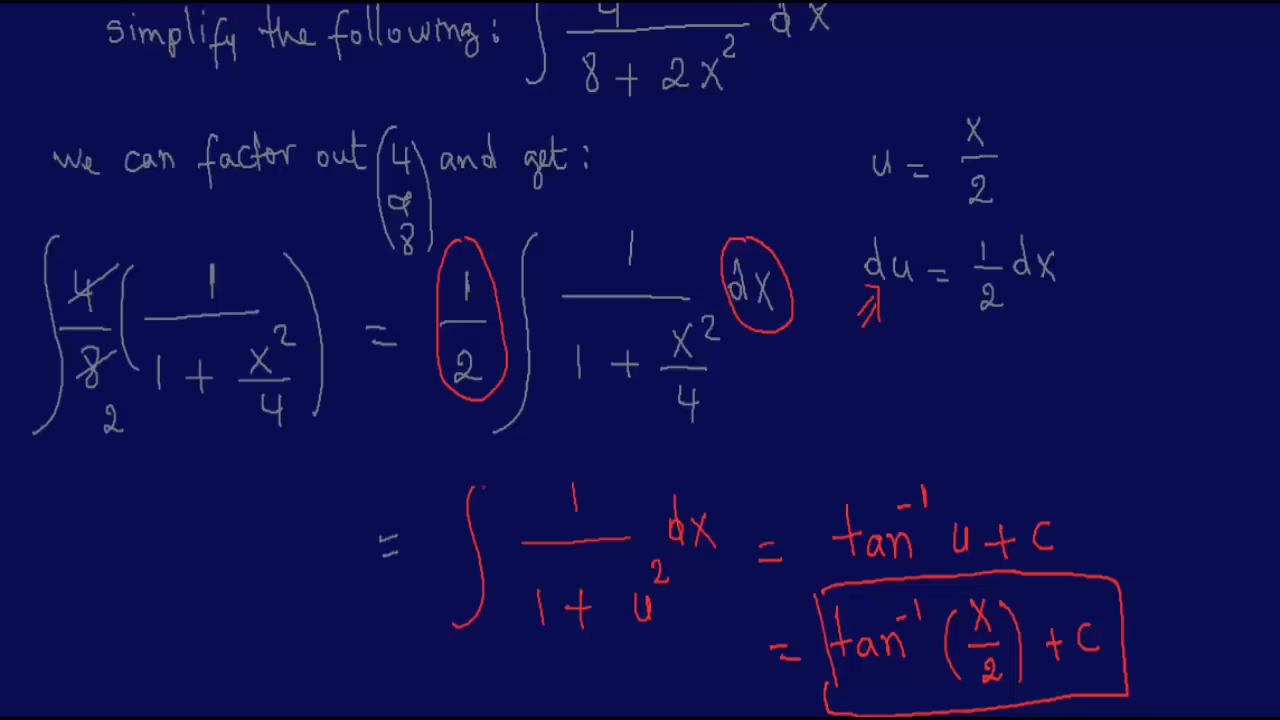 simplify the following: ∫ 4/(8 + 2x²) dx
we can factor out (4/8) and get:
u = x/2
du = 1/2 dx
∫ 4/8 (1/(1 + x²/4)) = 1/2 ∫ 1/(1 + x²/4) dx
2
= ∫ 1/(1 + u²) dx = tan⁻¹ u + c
= tan⁻¹ (x/2) + c